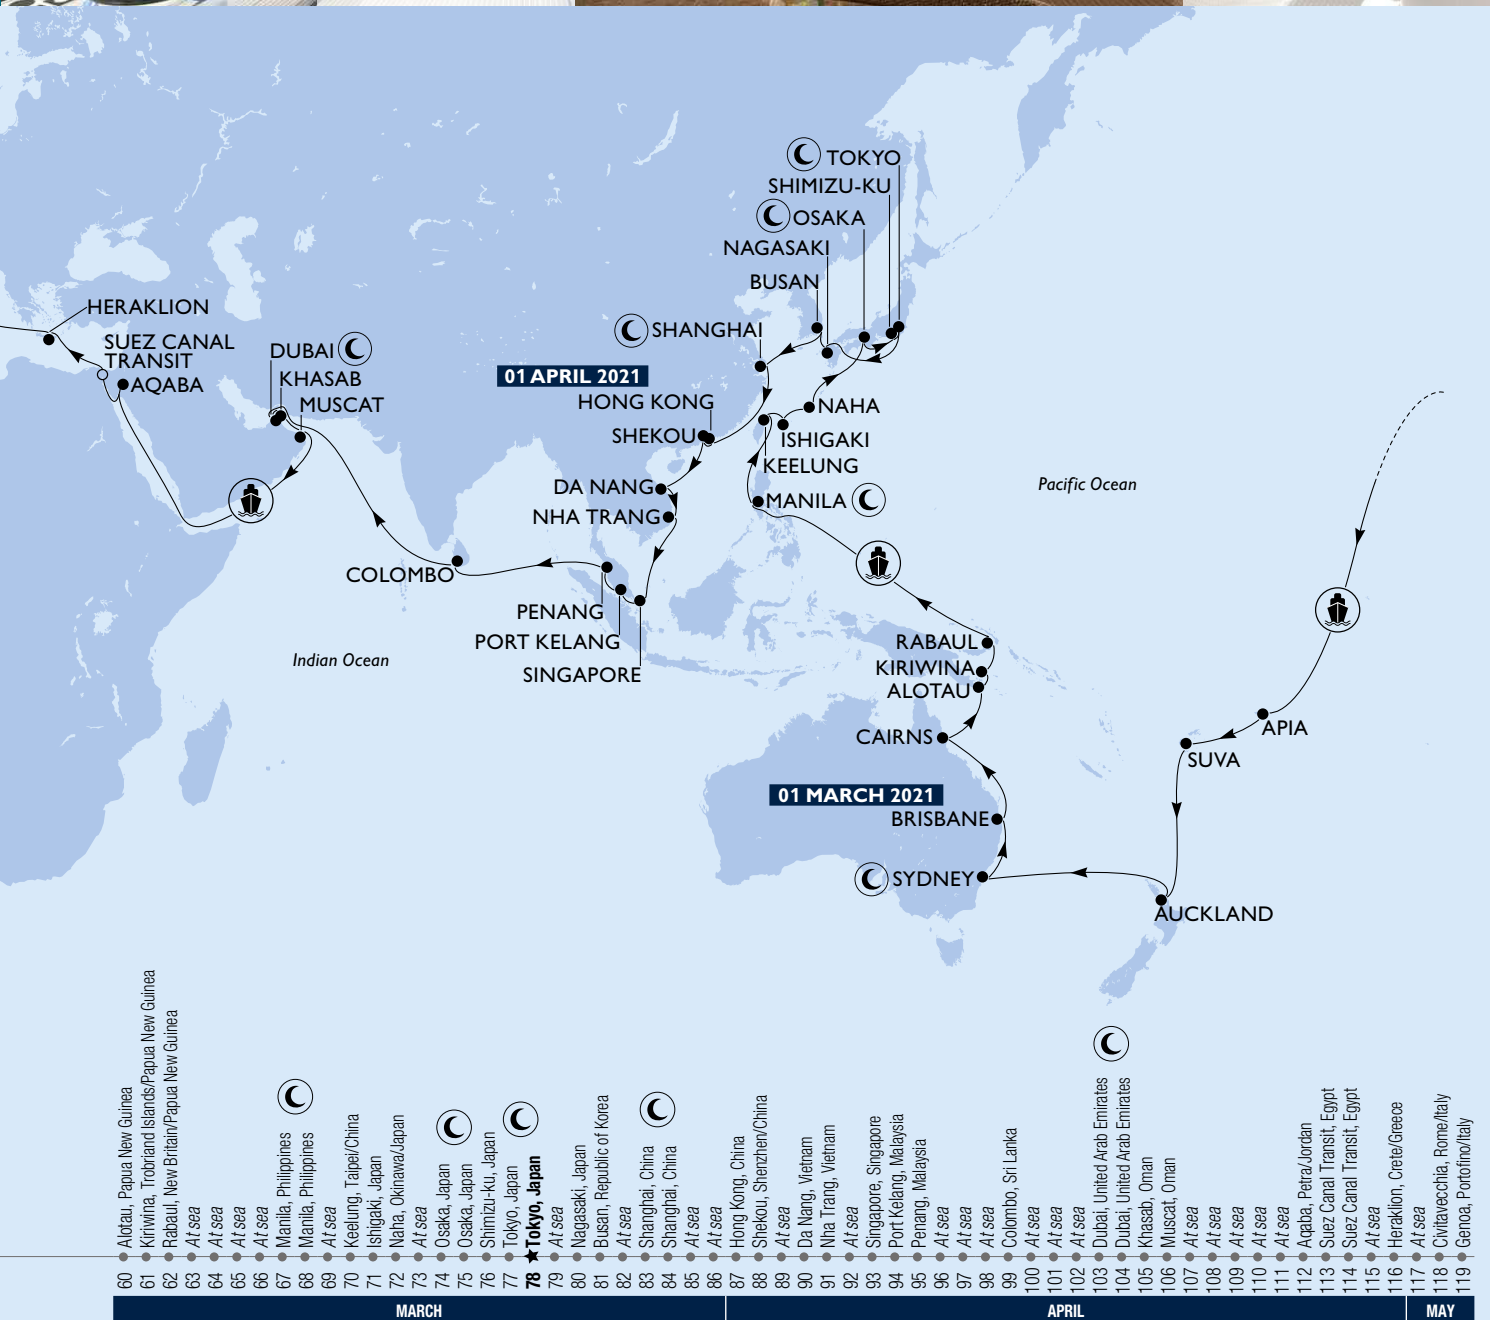 TOKYO
SHIMIZU-KU
OSAKA
NAGASAKI
BUSAN
HERAKLION
SHANGHAI
SUEZ CANAL
TRANSIT
DUBAI
AQABA
KHASAB
01 APRIL 2021
MUSCAT
HONG KONG
NAHA
SHEKOU
ISHIGAKI
KEELUNG
Pacific Ocean
DA NANG
MANILA
NHA TRANG
COLOMBO
PENANG
PORT KELANG
RABAUL
Indian Ocean
KIRIWINA
SINGAPORE
ALOTAU
APIA
CAIRNS
SUVA
01 MARCH 2021
BRISBANE
SYDNEY
AUCKLAND
60 Alotau, Papua New Guinea
61 Kiriwina, Trobriand Islands/Papua New Guinea
62 Rabaul, New Britain/Papua New Guinea
63 At sea
64 At sea
65 At sea
66 At sea
67 Manila, Philippines
68 Manila, Philippines
69 At sea
70 Keelung, Taipei/China
71 Ishigaki, Japan
72 Naha, Okinawa/Japan
73 At sea
74 Osaka, Japan
75 Osaka, Japan
76 Shimizu-ku, Japan
77 Tokyo, Japan
78 Tokyo, Japan
79 At sea
80 Nagasaki, Japan
81 Busan, Republic of Korea
82 At sea
83 Shanghai, China
84 Shanghai, China
85 At sea
86 At sea
87 Hong Kong, China
88 Shekou, Shenzhen/China
89 At sea
90 Da Nang, Vietnam
91 Nha Trang, Vietnam
92 At sea
93 Singapore, Singapore
94 Port Kelang, Malaysia
95 Penang, Malaysia
96 At sea
97 At sea
98 At sea
99 Colombo, Sri Lanka
100 At sea
101 At sea
102 At sea
103 Dubai, United Arab Emirates
104 Dubai, United Arab Emirates
105 Khasab, Oman
106 Muscat, Oman
107 At sea
108 At sea
109 At sea
110 At sea
111 At sea
112 Aqaba, Petra/Jordan
113 Suez Canal Transit, Egypt
114 Suez Canal Transit, Egypt
115 At sea
116 Heraklion, Crete/Greece
117 At sea
118 Civitavecchia, Rome/Italy
119 Genoa, Portofino/Italy
MARCH
APRIL
MAY